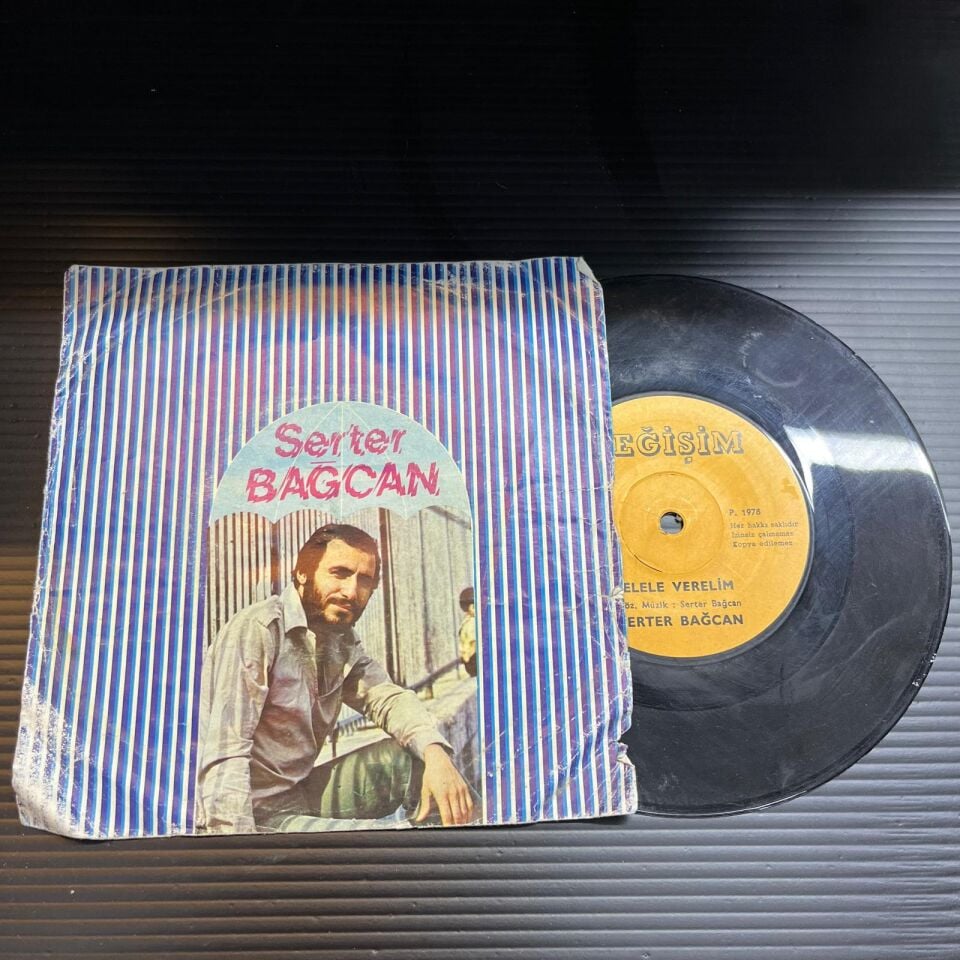 Serter
BAĞCAN
EĞİŞİM
P. 1978
Her hakkı saklıdır
İzinsiz çalınamaz
Kopya edilemez
ELELE VERELİM
öz, Müzik : Serter Bağcan
ERTER BAĞCAN